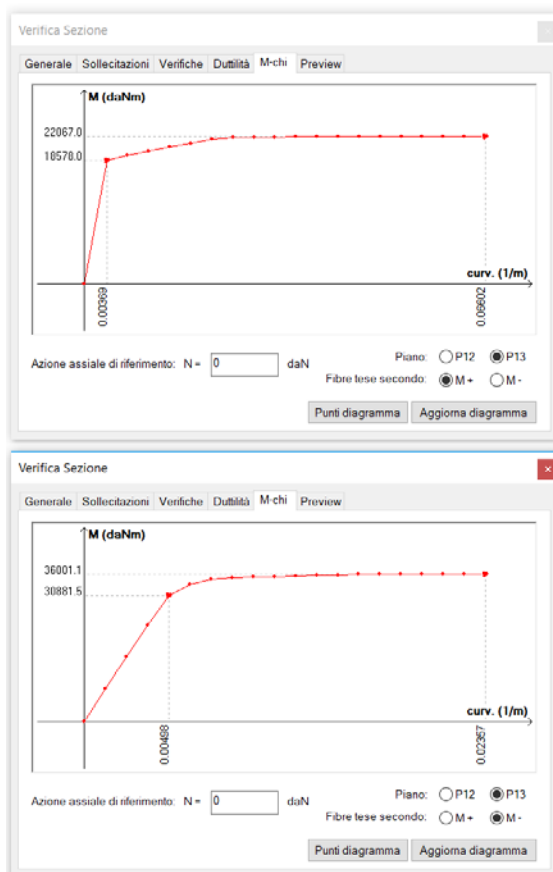 Verifica Sezione
Generale Sollecitazioni Verifiche Duttilità M-chi Preview
M (daNm)
22067.0
18578.0
curv. (1/m)
0.00369
0.06602
Azione assiale di riferimento: N = 0 daN
Piano: P12 P13
Fibre tese secondo: M + M -
Punti diagramma Aggiorna diagramma
Verifica Sezione
Generale Sollecitazioni Verifiche Duttilità M-chi Preview
M (daNm)
36001.1
30881.5
curv. (1/m)
0.00498
0.02357
Azione assiale di riferimento: N = 0 daN
Piano: P12 P13
Fibre tese secondo: M + M -
Punti diagramma Aggiorna diagramma